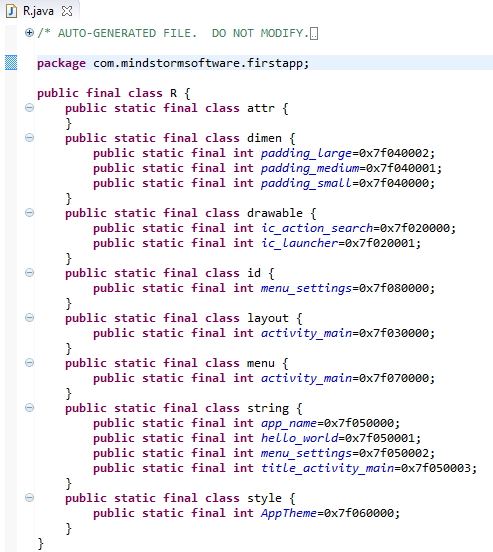 R.java
/* AUTO-GENERATED FILE.  DO NOT MODIFY.
package com.mindstormsoftware.firstapp;
public final class R {
    public static final class attr {
    }
    public static final class dimen {
        public static final int padding_large=0x7f040002;
        public static final int padding_medium=0x7f040001;
        public static final int padding_small=0x7f040000;
    }
    public static final class drawable {
        public static final int ic_action_search=0x7f020000;
        public static final int ic_launcher=0x7f020001;
    }
    public static final class id {
        public static final int menu_settings=0x7f080000;
    }
    public static final class layout {
        public static final int activity_main=0x7f030000;
    }
    public static final class menu {
        public static final int activity_main=0x7f070000;
    }
    public static final class string {
        public static final int app_name=0x7f050000;
        public static final int hello_world=0x7f050001;
        public static final int menu_settings=0x7f050002;
        public static final int title_activity_main=0x7f050003;
    }
    public static final class style {
        public static final int AppTheme=0x7f060000;
    }
}